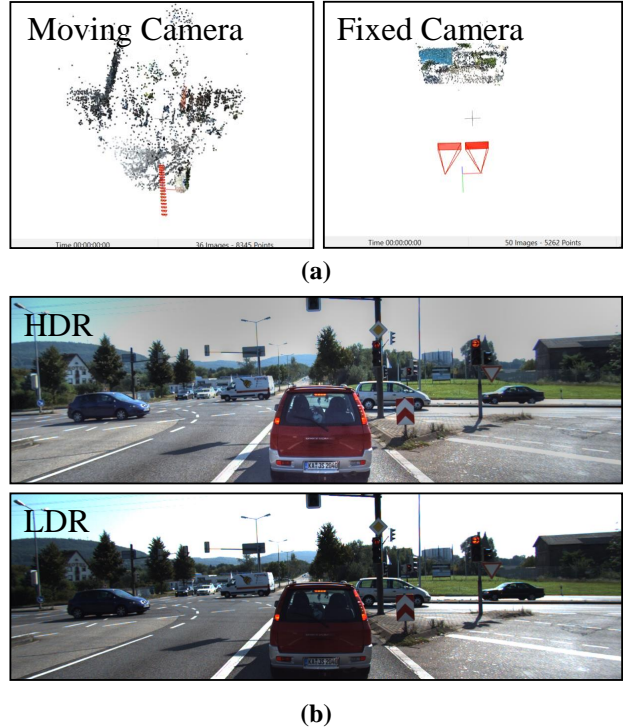 Moving Camera
Fixed Camera
Time 00:00:00:00
36 Images - 8345 Points
Time 00:00:00:00
50 Images - 5262 Points
(a)
HDR
LDR
(b)